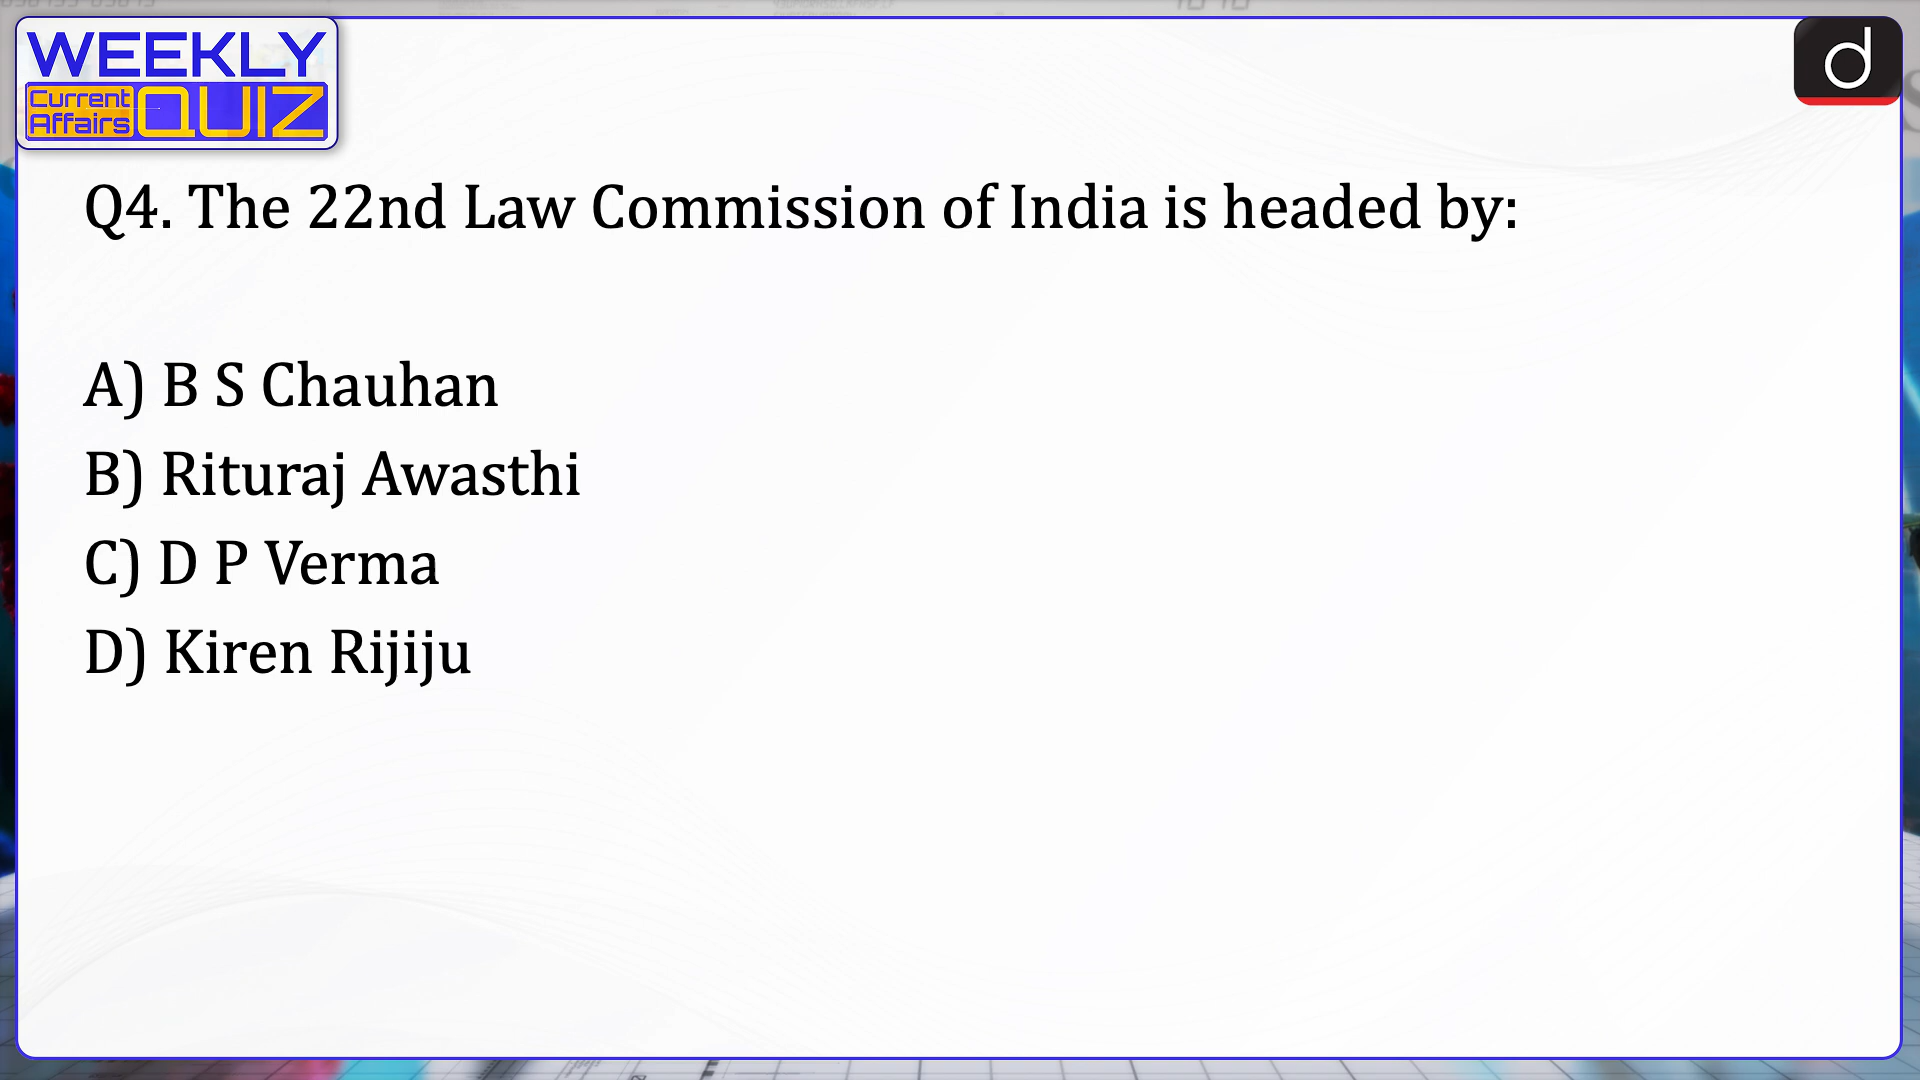 WEEKLY
Current
Affairs
QUIZ
d
Q4. The 22nd Law Commission of India is headed by:
A) B S Chauhan
B) Rituraj Awasthi
C) D P Verma
D) Kiren Rijiju